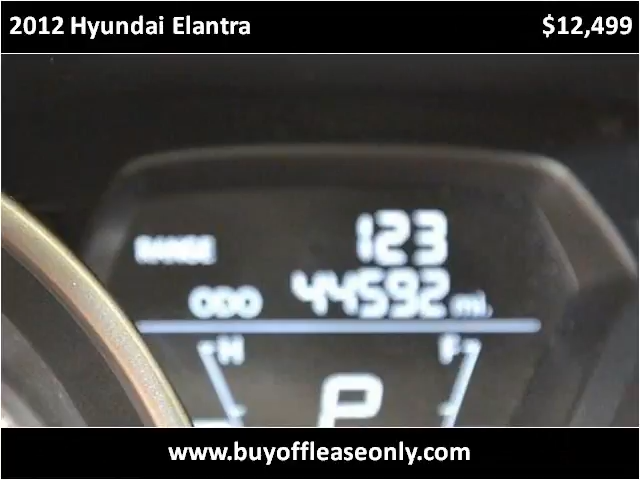 2012 Hyundai Elantra $12,499
RANGE 123
ODO 44592 mi.
H F
P
www.buyoffleaseonly.com